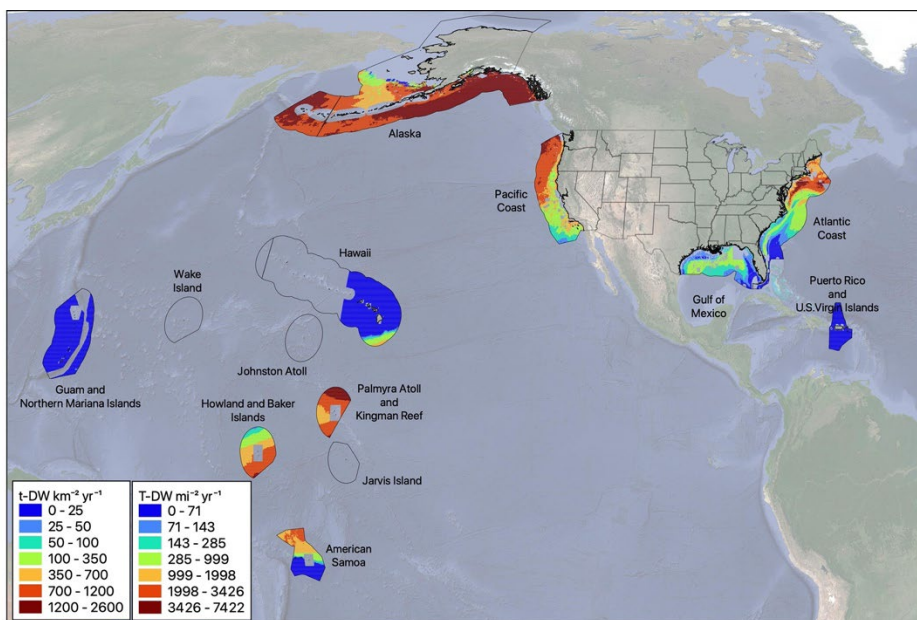 Alaska
Pacific
Coast
Atlantic
Coast
Hawaii
Wake
Island
Gulf of
Mexico
Puerto Rico
and
U.S.Virgin Islands
Johnston Atoll
Guam and
Northern Mariana Islands
Palmyra Atoll
and
Kingman Reef
Howland and Baker
Islands
Jarvis Island
American
Samoa
t-DW km⁻² yr⁻¹
0 - 25
25 - 50
50 - 100
100 - 350
350 - 700
700 - 1200
1200 - 2600
T-DW mi⁻² yr⁻¹
0 - 71
71 - 143
143 - 285
285 - 999
999 - 1998
1998 - 3426
3426 - 7422